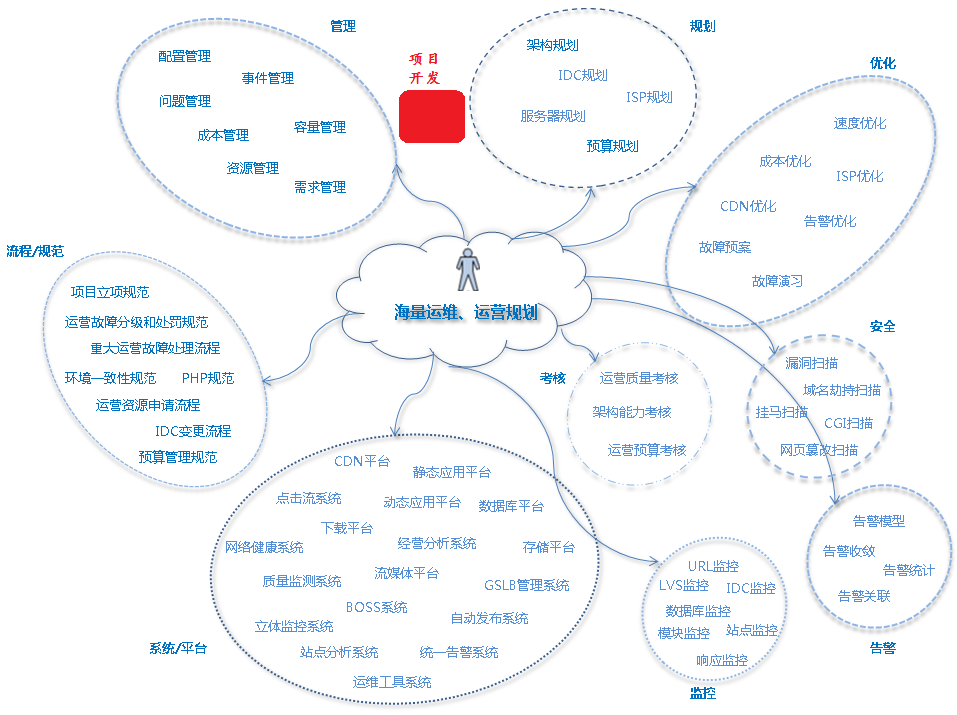 管理
配置管理
事件管理
问题管理
成本管理
容量管理
资源管理
需求管理
项目
开发
规划
架构规划
IDC规划
ISP规划
服务器规划
预算规划
优化
速度优化
成本优化
ISP优化
CDN优化
告警优化
故障预案
故障演习
海量运维、运营规划
流程/规范
项目立项规范
运营故障分级和处罚规范
重大运营故障处理流程
环境一致性规范 PHP规范
运营资源申请流程
IDC变更流程
预算管理规范
考核
运营质量考核
架构能力考核
运营预算考核
安全
漏洞扫描
域名劫持扫描
挂马扫描
CGI扫描
网页篡改扫描
系统/平台
CDN平台
静态应用平台
点击流系统
动态应用平台
数据库平台
下载平台
网络健康系统
经营分析系统
存储平台
质量监测系统
流媒体平台
GSLB管理系统
BOSS系统
立体监控系统
自动发布系统
站点分析系统
统一告警系统
运维工具系统
监控
URL监控
LVS监控
IDC监控
数据库监控
模块监控
站点监控
响应监控
告警模型
告警收敛
告警统计
告警关联
告警